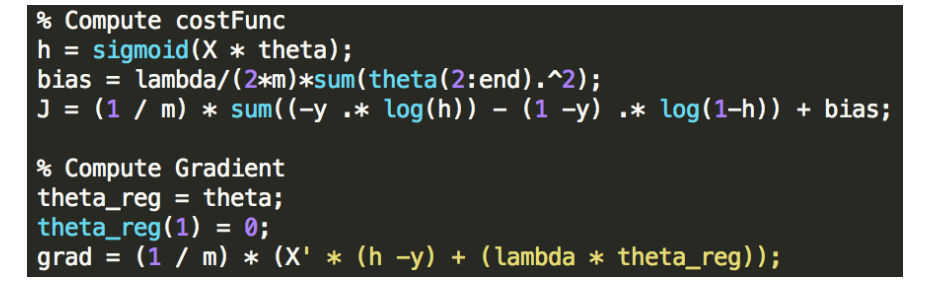 % Compute costFunc
h = sigmoid(X * theta);
bias = lambda/(2*m)*sum(theta(2:end).^2);
J = (1 / m) * sum((-y .* log(h)) - (1 -y) .* log(1-h)) + bias;
% Compute Gradient
theta_reg = theta;
theta_reg(1) = 0;
grad = (1 / m) * (X' * (h -y) + (lambda * theta_reg));